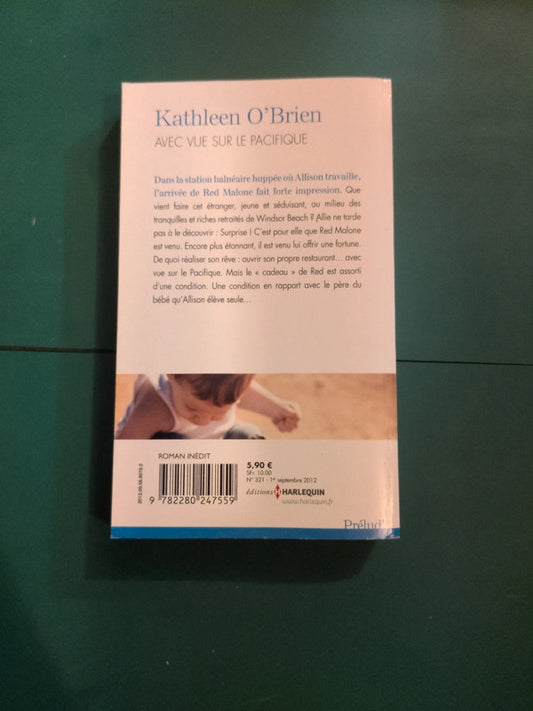 Kathleen O'Brien
AVEC VUE SUR LE PACIFIQUE
Dans la station balnéaire huppée où Allison travaille,
l'arrivée de Red Malone fait forte impression. Que
vient faire cet étranger, jeune et séduisant, au milieu des
tranquilles et riches retraités de Windsor Beach ? Allie ne tarde
pas à le découvrir : Surprise ! C'est pour elle que Red Malone
est venu. Encore plus étonnant, il est venu lui offrir une fortune.
De quoi réaliser son rêve : ouvrir son propre restaurant... avec
vue sur le Pacifique. Mais le « cadeau » de Red est assorti
d'une condition. Une condition en rapport avec le père du
bébé qu'Allison élève seule...
ROMAN INÉDIT
5,90 €
SFr. 10.00
N° 321 - 1er septembre 2012
éditions HARLEQUIN
www.harlequin.fr
9 782280 247559
Prélud'